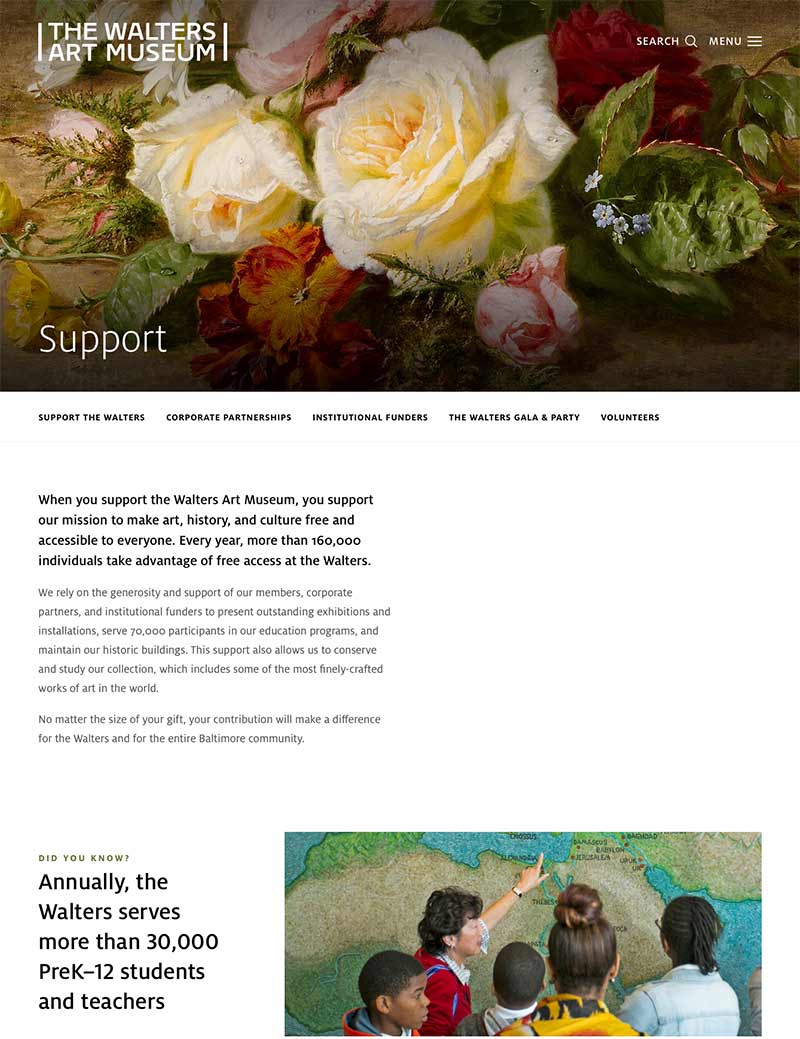 THE WALTERS
ART MUSEUM
SEARCH MENU
Support
SUPPORT THE WALTERS CORPORATE PARTNERSHIPS INSTITUTIONAL FUNDERS THE WALTERS GALA & PARTY VOLUNTEERS
When you support the Walters Art Museum, you support
our mission to make art, history, and culture free and
accessible to everyone. Every year, more than 160,000
individuals take advantage of free access at the Walters.
We rely on the generosity and support of our members, corporate
partners, and institutional funders to present outstanding exhibitions and
installations, serve 70,000 participants in our education programs, and
maintain our historic buildings. This support also allows us to conserve
and study our collection, which includes some of the most finely-crafted
works of art in the world.
No matter the size of your gift, your contribution will make a difference
for the Walters and for the entire Baltimore community.
DID YOU KNOW?
Annually, the
Walters serves
more than 30,000
PreK–12 students
and teachers
BAGHDAD
DAMASCUS
BABYLON
JERUSALEM
URUK
UR
THEBES